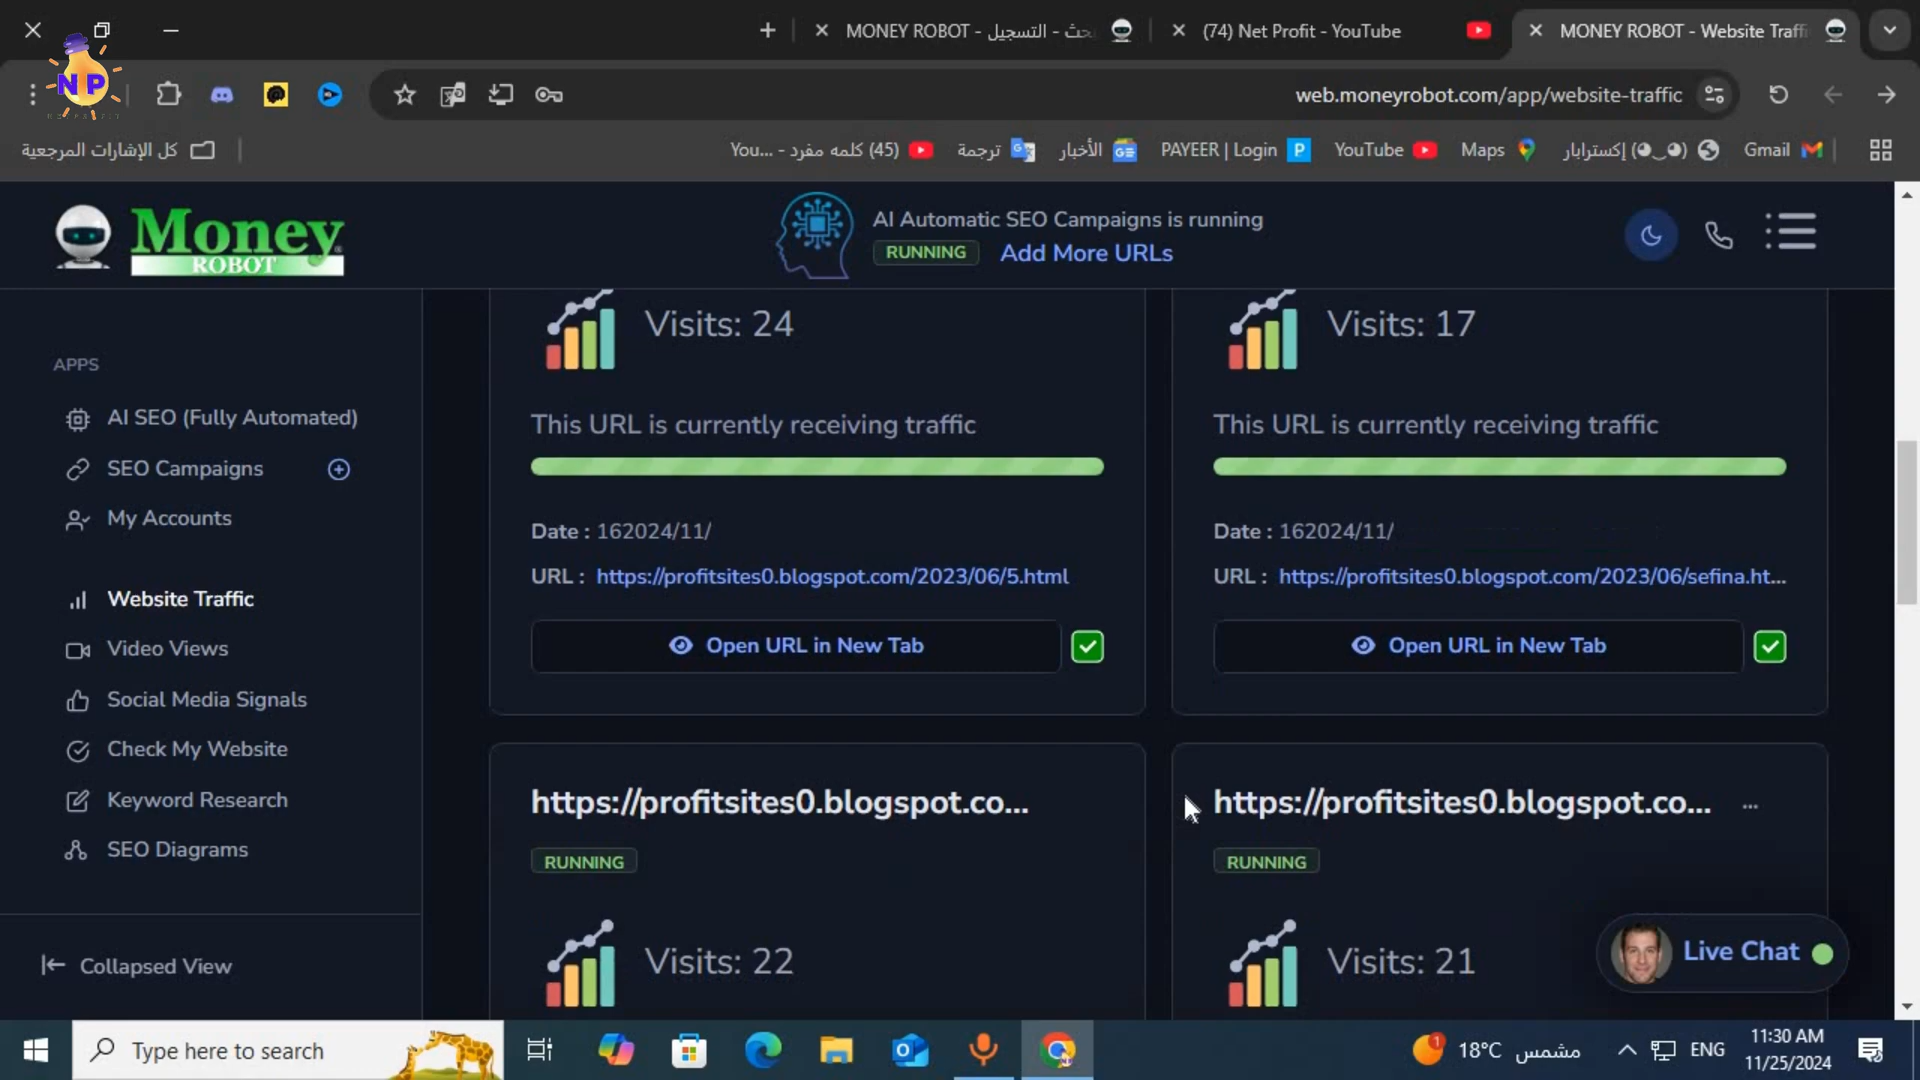 MONEY ROBOT - بحث - التسجيل
(74) Net Profit - YouTube
MONEY ROBOT - Website Traffi
N P
web.moneyrobot.com/app/website-traffic
كل الإشارات المرجعية
You... - كلمه مفرد (45)
ترجمة
الأخبار
PAYEER | Login
YouTube
Maps
إكسترابار (◕‿◕)
Gmail
Money
ROBOT
AI Automatic SEO Campaigns is running
RUNNING
Add More URLs
APPS
AI SEO (Fully Automated)
SEO Campaigns
My Accounts
Website Traffic
Video Views
Social Media Signals
Check My Website
Keyword Research
SEO Diagrams
Collapsed View
Visits: 24
This URL is currently receiving traffic
Date : 162024/11/
URL : https://profitsites0.blogspot.com/2023/06/5.html
Open URL in New Tab
Visits: 17
This URL is currently receiving traffic
Date : 162024/11/
URL : https://profitsites0.blogspot.com/2023/06/sefina.ht...
Open URL in New Tab
https://profitsites0.blogspot.co...
RUNNING
Visits: 22
https://profitsites0.blogspot.co...
RUNNING
Visits: 21
Live Chat
Type here to search
1
18°C مشمس
ENG
11:30 AM
11/25/2024